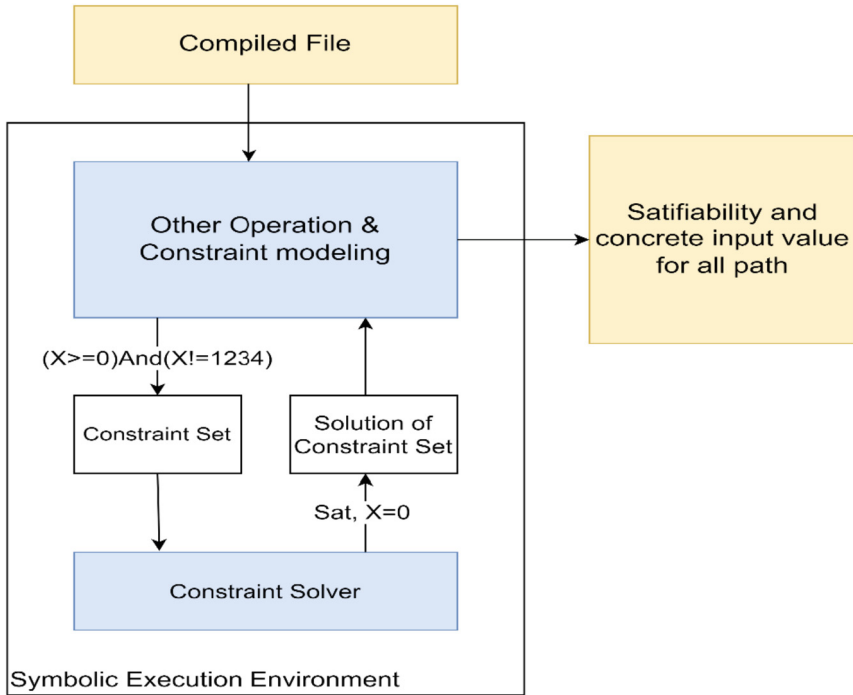 Compiled File
Other Operation &
Constraint modeling
Satifiability and
concrete input value
for all path
(X>=0)And(X!=1234)
Constraint Set
Solution of
Constraint Set
Sat, X=0
Constraint Solver
Symbolic Execution Environment